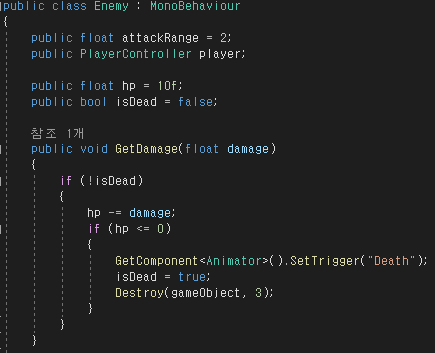 public class Enemy : MonoBehaviour
{
    public float attackRange = 2;
    public PlayerController player;

    public float hp = 10f;
    public bool isDead = false;

    참조 1개
    public void GetDamage(float damage)
    {
        if (!isDead)
        {
            hp -= damage;
            if (hp <= 0)
            {
                GetComponent<Animator>().SetTrigger("Death");
                isDead = true;
                Destroy(gameObject, 3);
            }
        }
    }